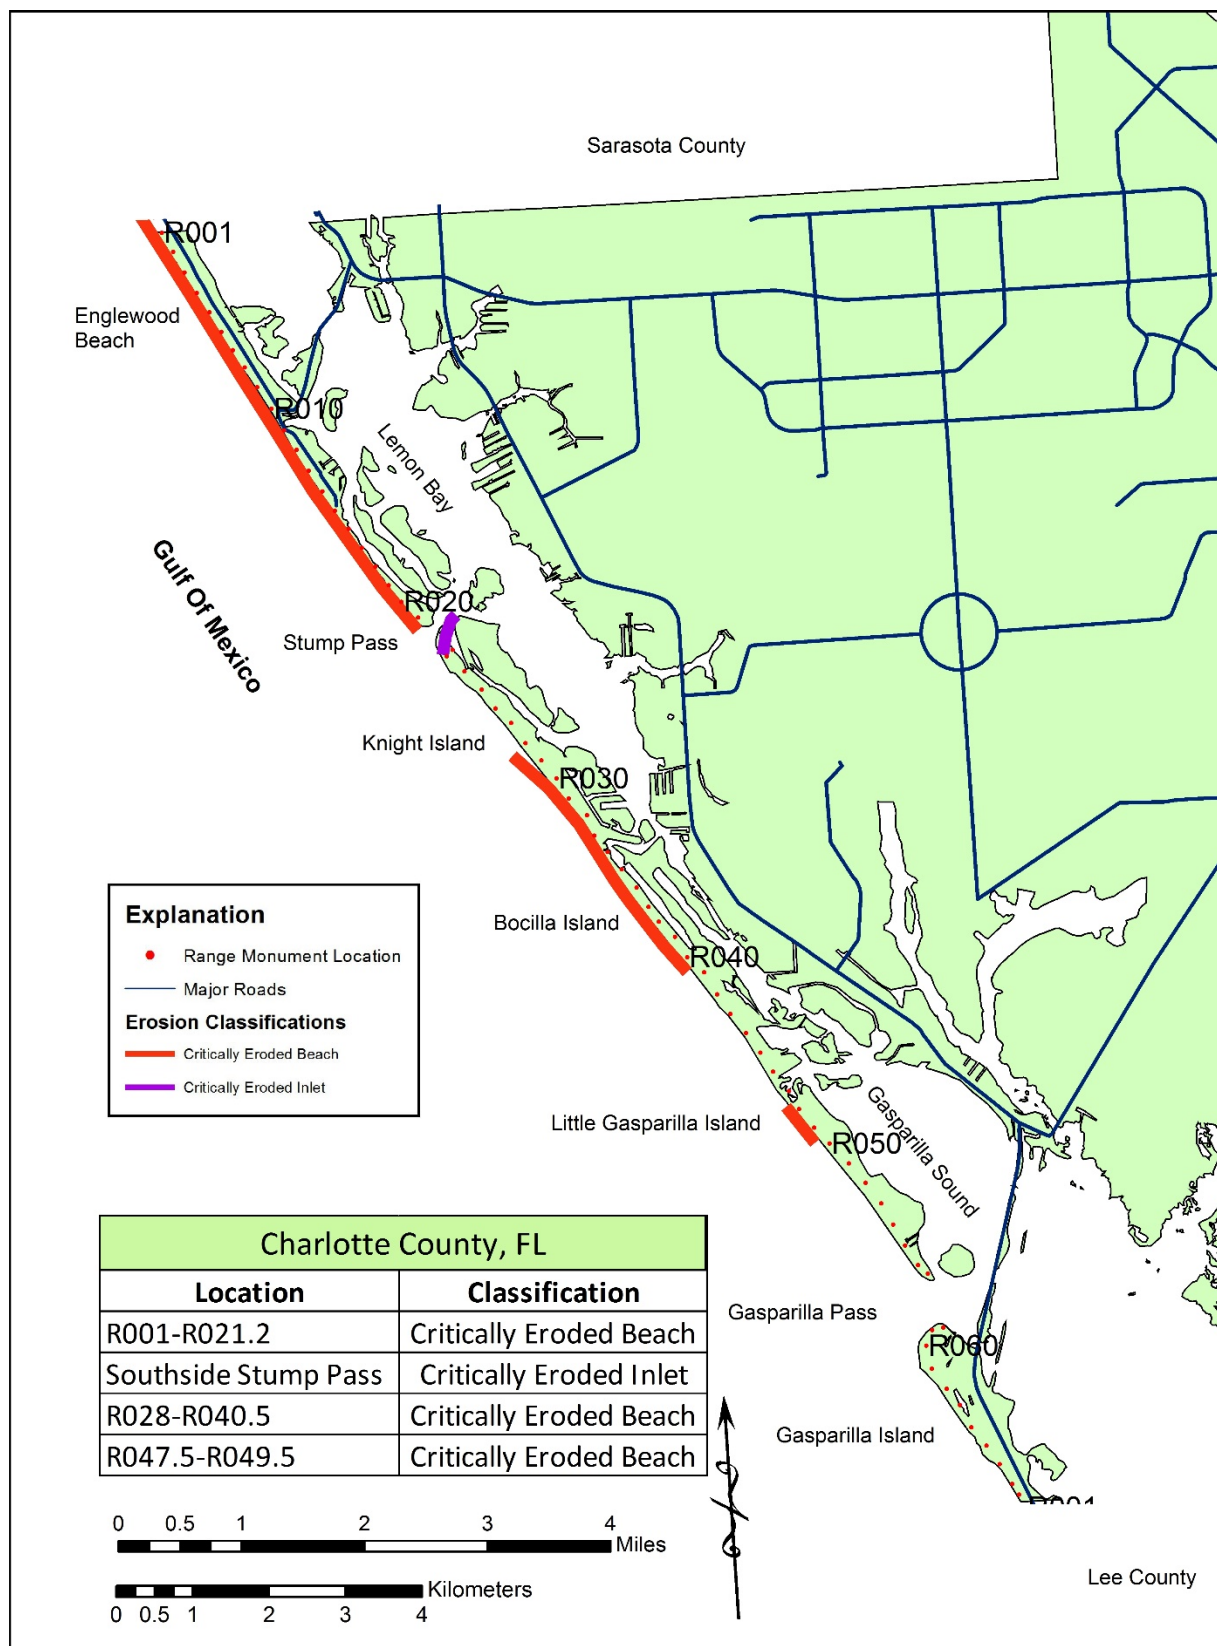 Sarasota County
R001
Englewood
Beach
R010
Lemon Bay
Gulf Of Mexico
R020
Stump Pass
Knight Island
R030
Bocilla Island
R040
Explanation
Range Monument Location
Major Roads
Erosion Classifications
Critically Eroded Beach
Critically Eroded Inlet
Little Gasparilla Island
R050
Gasparilla Sound
Gasparilla Pass
R060
Gasparilla Island
R001
Charlotte County, FL
Location Classification
R001-R021.2 Critically Eroded Beach
Southside Stump Pass Critically Eroded Inlet
R028-R040.5 Critically Eroded Beach
R047.5-R049.5 Critically Eroded Beach
0 0.5 1 2 3 4
Miles
Kilometers
0 0.5 1 2 3 4
Lee County